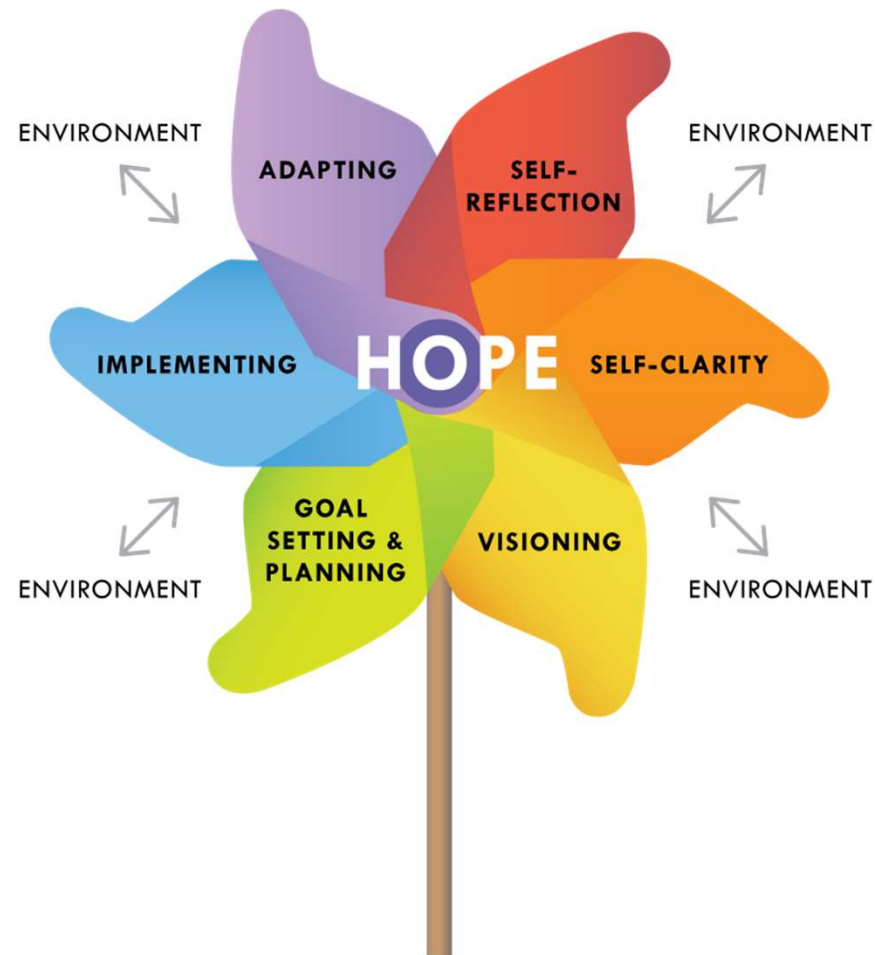 ENVIRONMENT
ENVIRONMENT
ADAPTING
SELF-
REFLECTION
IMPLEMENTING
HOPE
SELF-CLARITY
GOAL
SETTING &
PLANNING
VISIONING
ENVIRONMENT
ENVIRONMENT